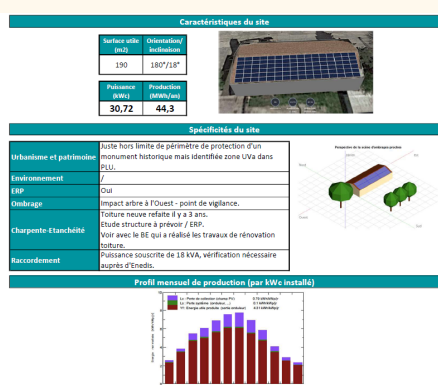 Caractéristiques du site
Surface utile (m2)
Orientation/ inclinaison
190
180°/18°
Puissance (kWc)
Production (MWh/an)
30,72
44,3
Spécificités du site
Urbanisme et patrimoine
Juste hors limite de périmètre de protection d'un
monument historique mais identifiée zone UVa dans
PLU.
Environnement
/
ERP
Oui
Ombrage
Impact arbre à l'Ouest - point de vigilance.
Charpente-Etanchéité
Toiture neuve refaite il y a 3 ans.
Etude structure à prévoir / ERP.
Voir avec le BE qui a réalisé les travaux de rénovation
toiture.
Raccordement
Puissance souscrite de 18 kVA, vérification nécessaire
auprès d'Enedis.
Profil mensuel de production (par kWc installé)